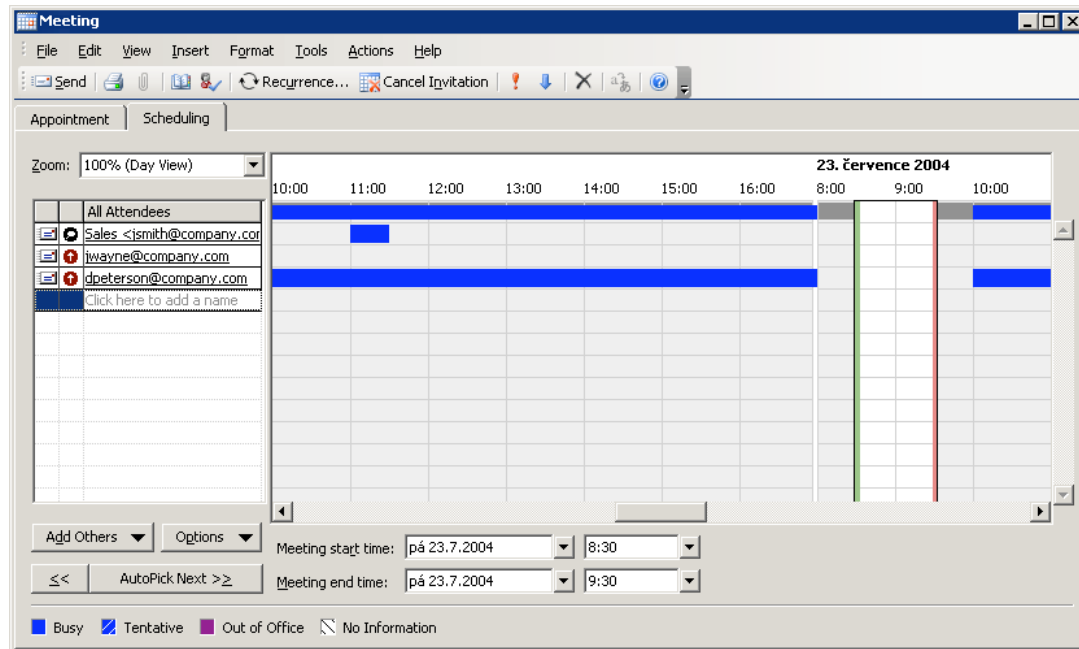 Meeting
File Edit View Insert Format Tools Actions Help
Send Recurrence... Cancel Invitation
Appointment Scheduling
Zoom: 100% (Day View)
23. července 2004
10:00 11:00 12:00 13:00 14:00 15:00 16:00 8:00 9:00 10:00
All Attendees
Sales <jsmith@company.cor
jwayne@company.com
dpeterson@company.com
Click here to add a name
Add Others Options
Meeting start time: pá 23.7.2004 8:30
<< AutoPick Next >>
Meeting end time: pá 23.7.2004 9:30
Busy Tentative Out of Office No Information